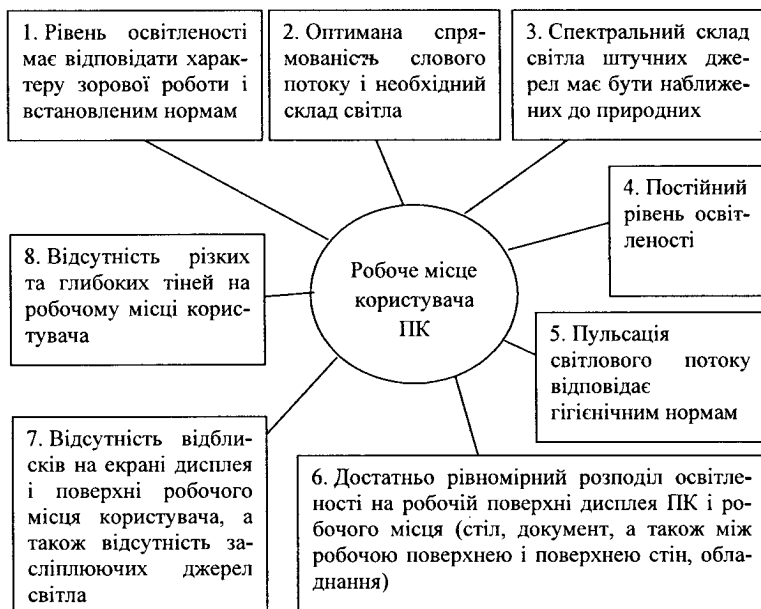 1. Рівень освітленості
має відповідати харак-
теру зорової роботи і
встановленим нормам
2. Оптимана спря-
мованість слового
потоку і необхідний
склад світла
3. Спектральний склад
світла штучних дже-
рел має бути наближе-
них до природних
4. Постійний
рівень освіт-
леності
8. Відсутність різких
та глибоких тіней на
робочому місці корис-
тувача
Робоче місце
користувача
ПК
5. Пульсація
світлового потоку
відповідає
гігієнічним нормам
7. Відсутність відбли-
сків на екрані дисплея
і поверхні робочого
місця користувача, а
також відсутність за-
сліплюючих джерел
світла
6. Достатньо рівномірний розподіл освітле-
ності на робочій поверхні дисплея ПК і ро-
бочого місця (стіл, документ, а також між
робочою поверхнею і поверхнею стін, обла-
днання)